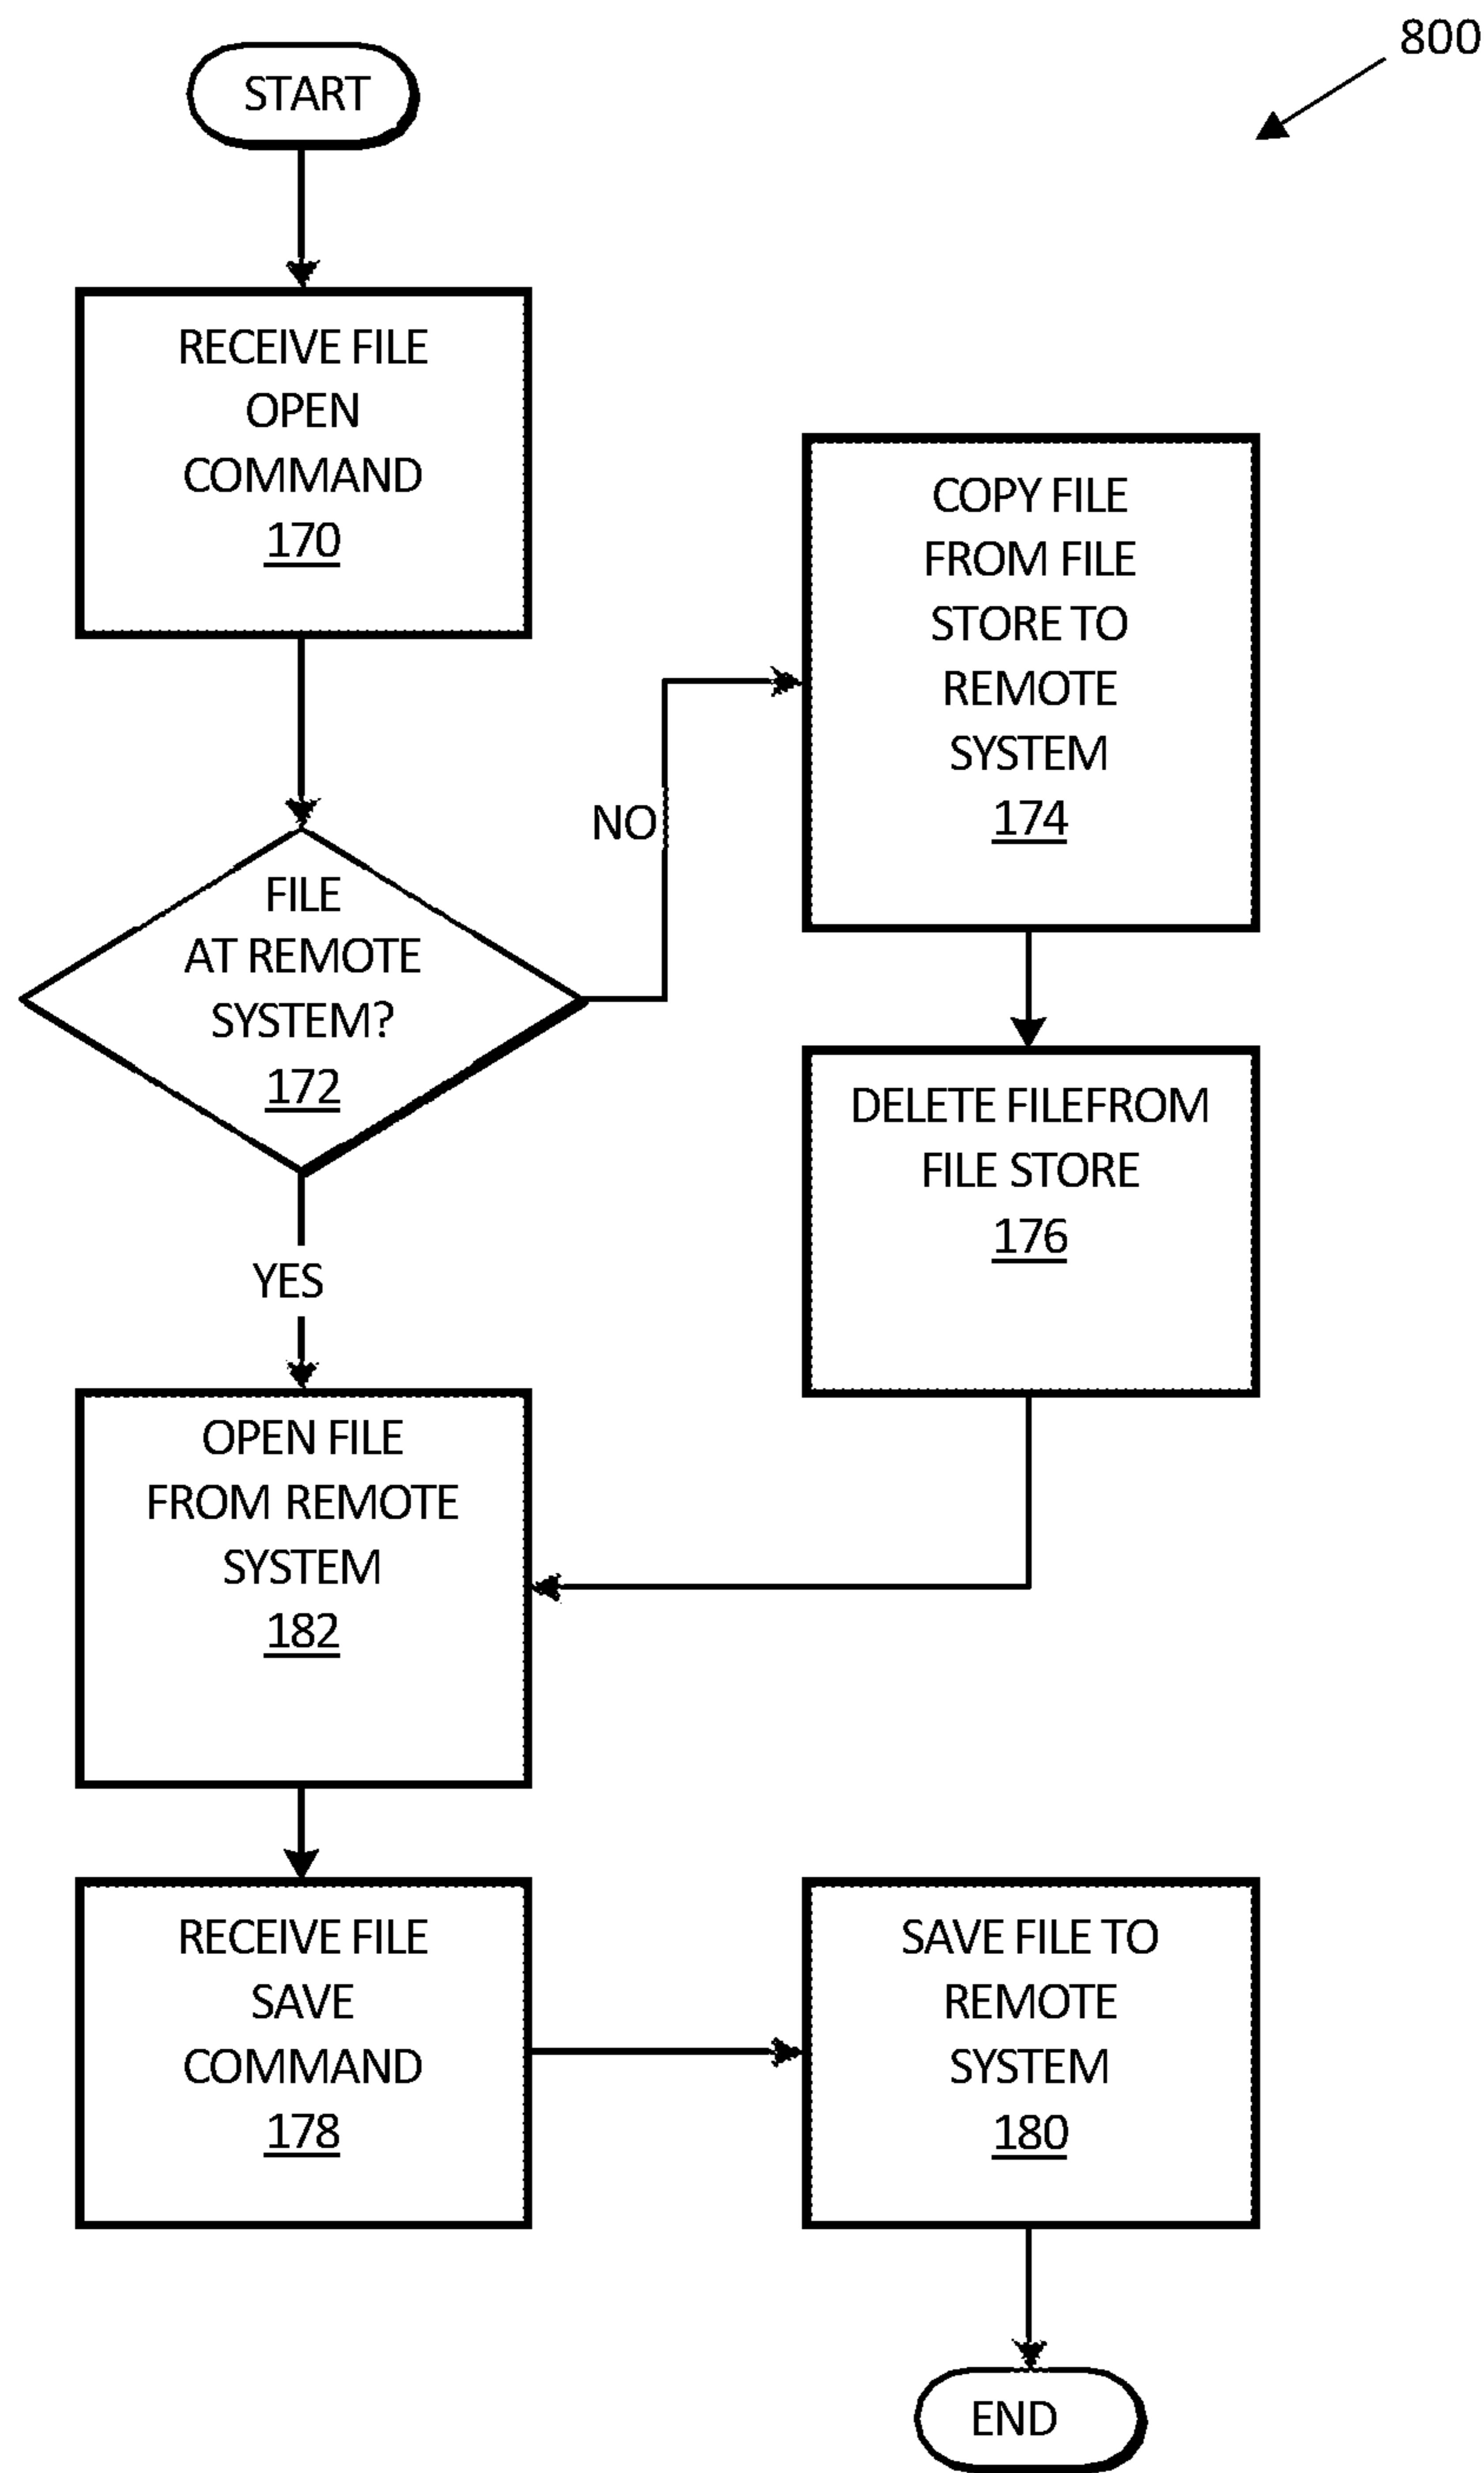 800
START
RECEIVE FILE
OPEN
COMMAND
170
FILE
AT REMOTE
SYSTEM?
172
NO
COPY FILE
FROM FILE
STORE TO
REMOTE
SYSTEM
174
DELETE FILEFROM
FILE STORE
176
YES
OPEN FILE
FROM REMOTE
SYSTEM
182
RECEIVE FILE
SAVE
COMMAND
178
SAVE FILE TO
REMOTE
SYSTEM
180
END